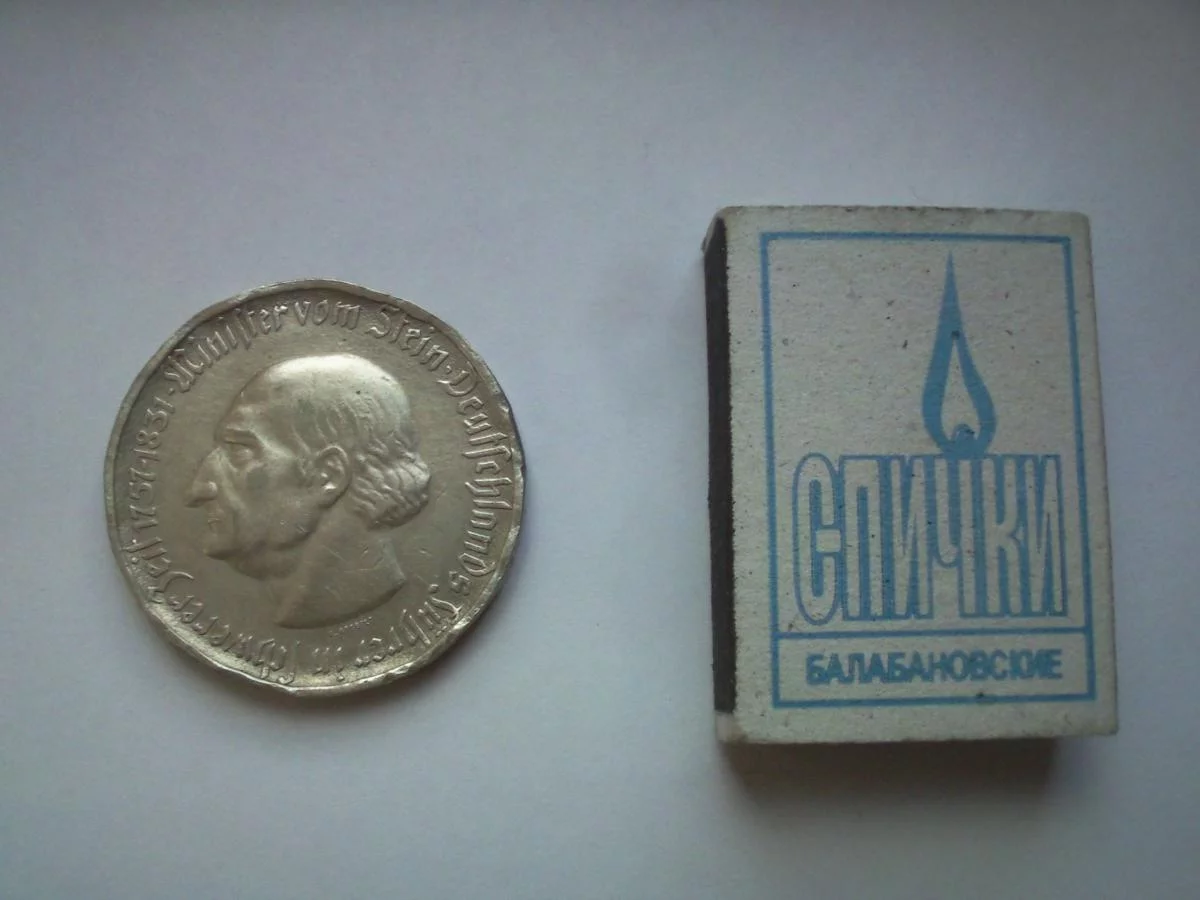 Minister vom Stein · Deutschlands Führer in schwerer Zeit · 1757-1831 ·
СПИЧКИ
БАЛАБАНОВСКИЕ